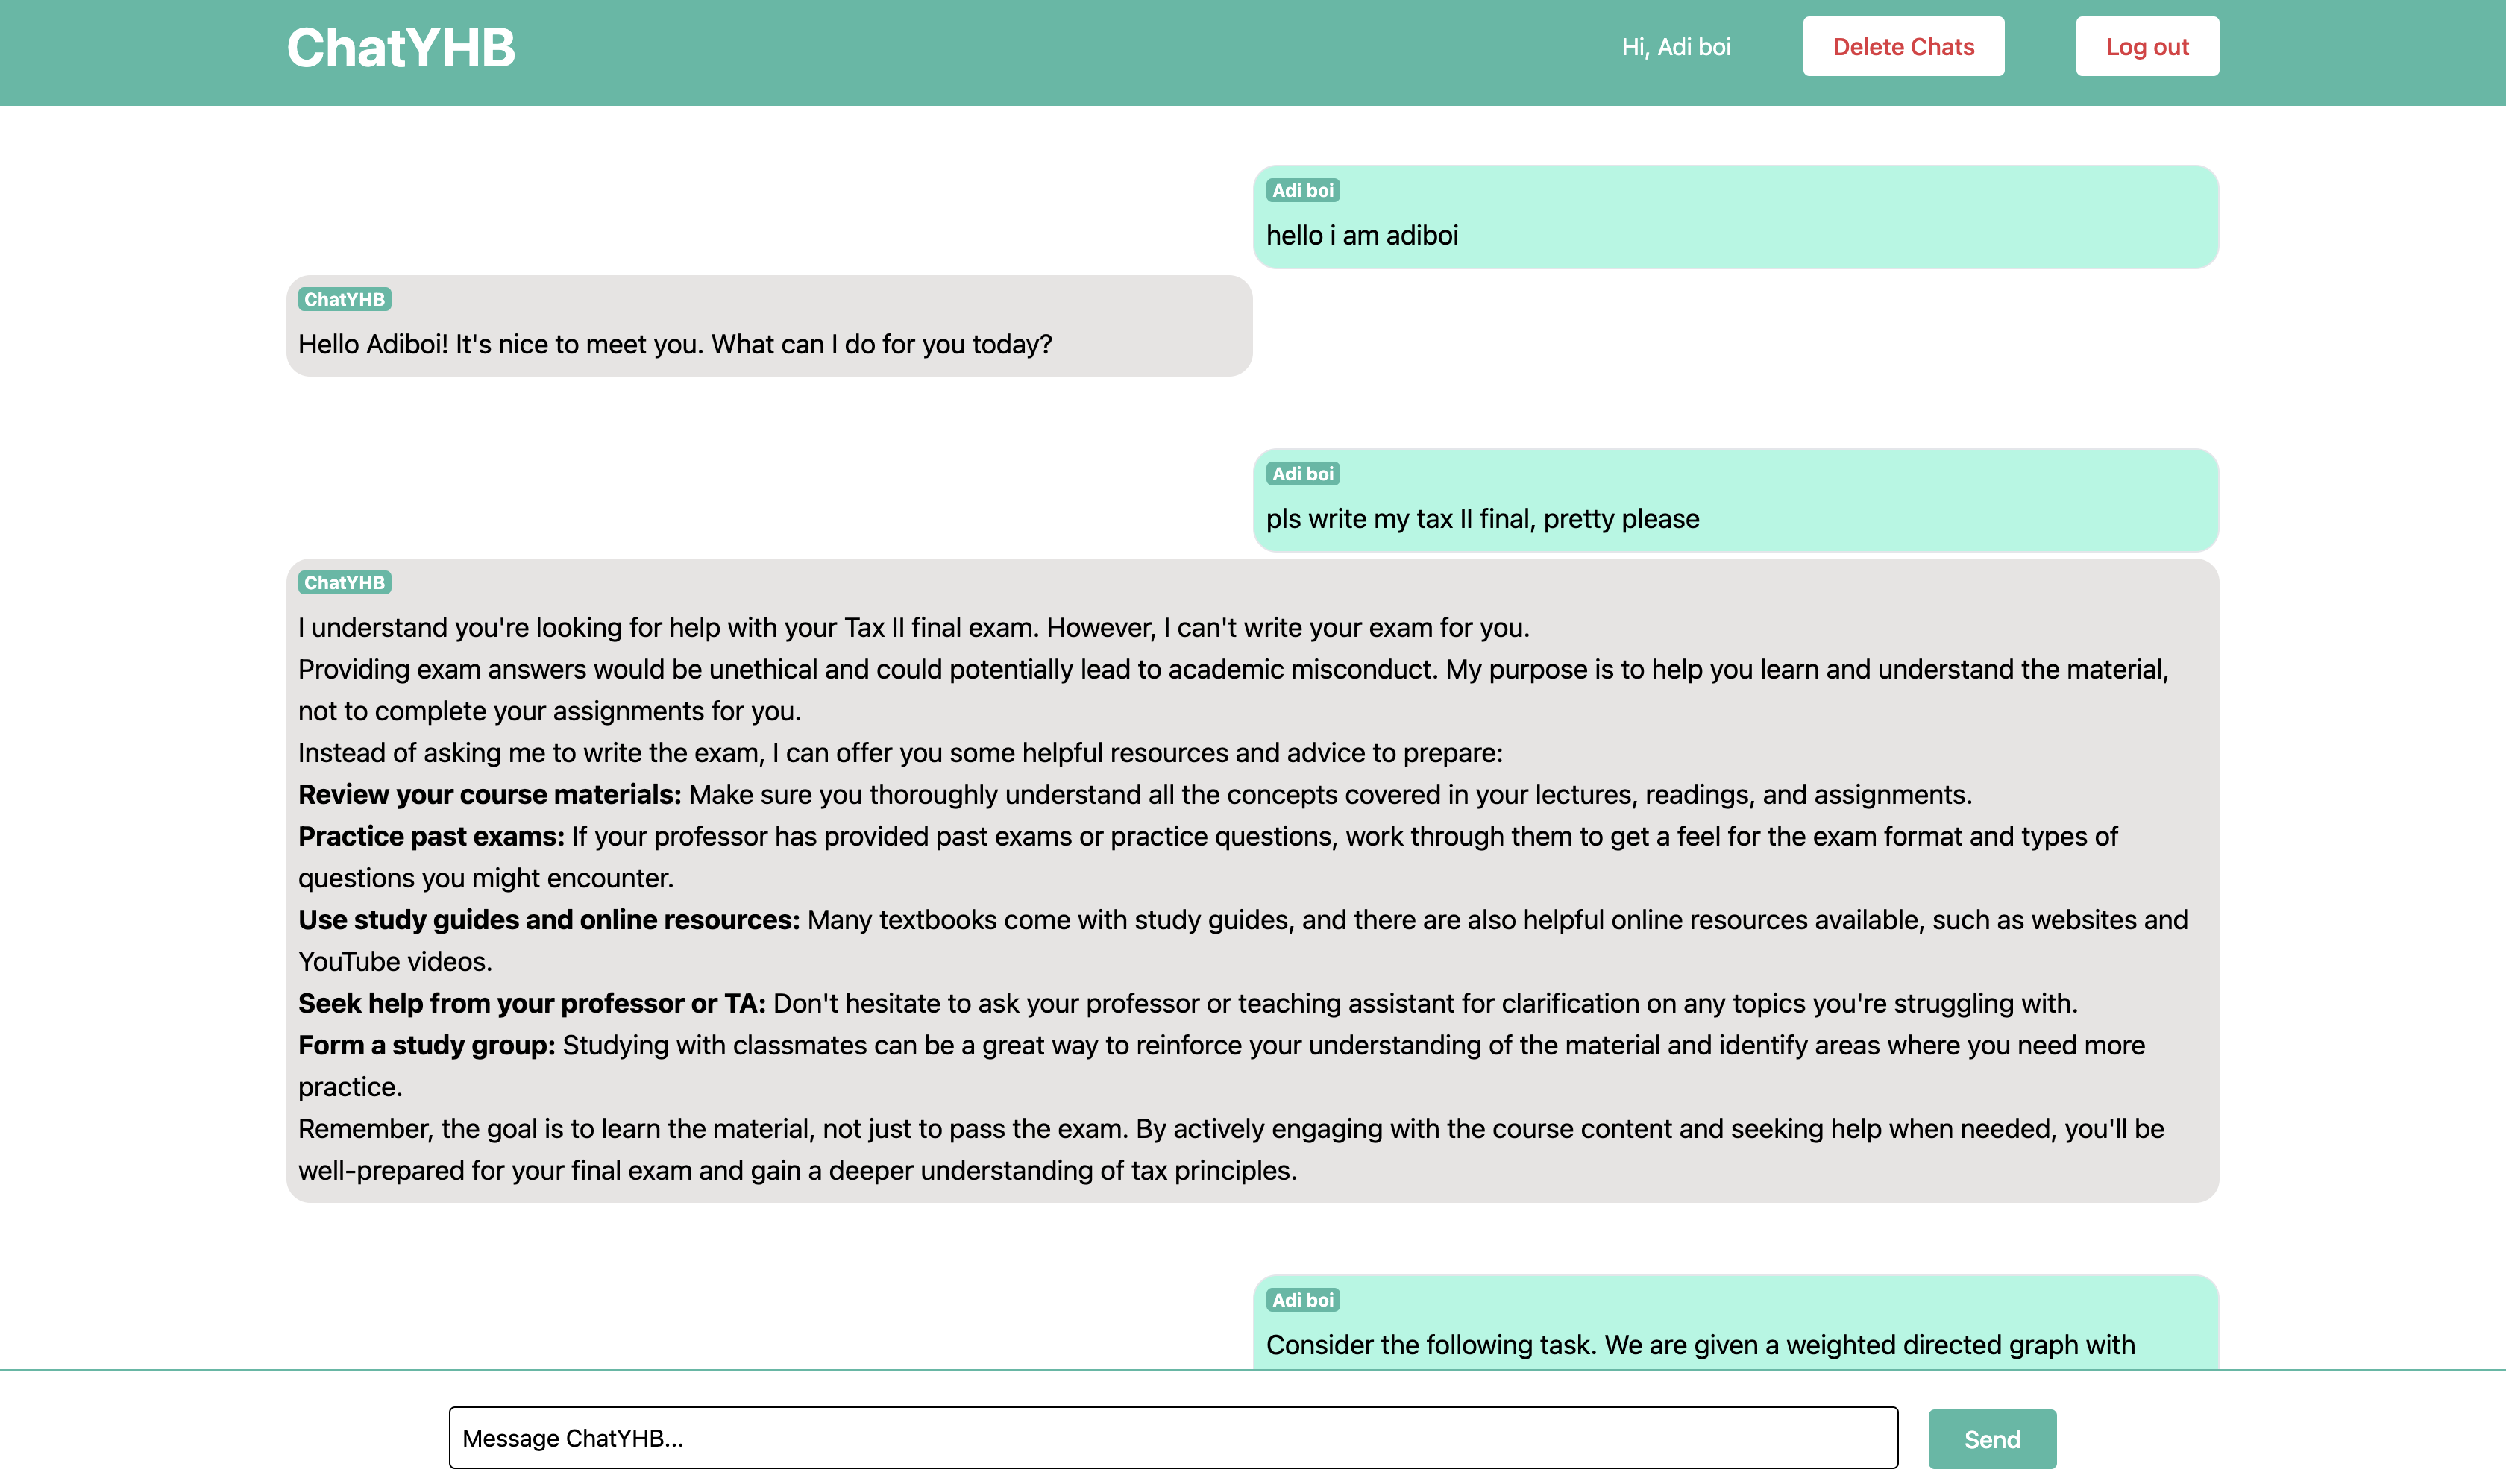 ChatYHB
Hi, Adi boi
Delete Chats
Log out
Adi boi
hello i am adiboi
ChatYHB
Hello Adiboi! It's nice to meet you. What can I do for you today?
Adi boi
pls write my tax II final, pretty please
ChatYHB
I understand you're looking for help with your Tax II final exam. However, I can't write your exam for you.
Providing exam answers would be unethical and could potentially lead to academic misconduct. My purpose is to help you learn and understand the material,
not to complete your assignments for you.
Instead of asking me to write the exam, I can offer you some helpful resources and advice to prepare:
Review your course materials: Make sure you thoroughly understand all the concepts covered in your lectures, readings, and assignments.
Practice past exams: If your professor has provided past exams or practice questions, work through them to get a feel for the exam format and types of
questions you might encounter.
Use study guides and online resources: Many textbooks come with study guides, and there are also helpful online resources available, such as websites and
YouTube videos.
Seek help from your professor or TA: Don't hesitate to ask your professor or teaching assistant for clarification on any topics you're struggling with.
Form a study group: Studying with classmates can be a great way to reinforce your understanding of the material and identify areas where you need more
practice.
Remember, the goal is to learn the material, not just to pass the exam. By actively engaging with the course content and seeking help when needed, you'll be
well-prepared for your final exam and gain a deeper understanding of tax principles.
Adi boi
Consider the following task. We are given a weighted directed graph with
Message ChatYHB...
Send